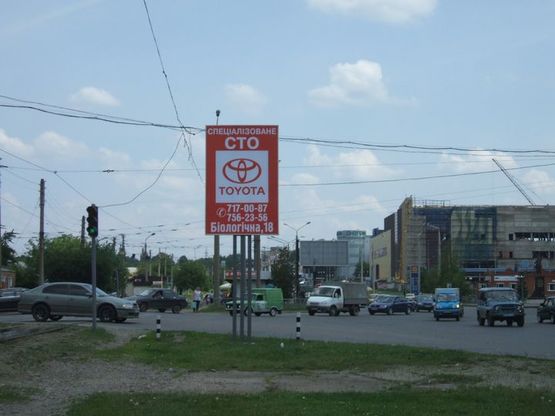 СПЕЦІАЛІЗОВАНЕ
СТО
TOYOTA
717-00-87
756-23-56
Біологічна,18